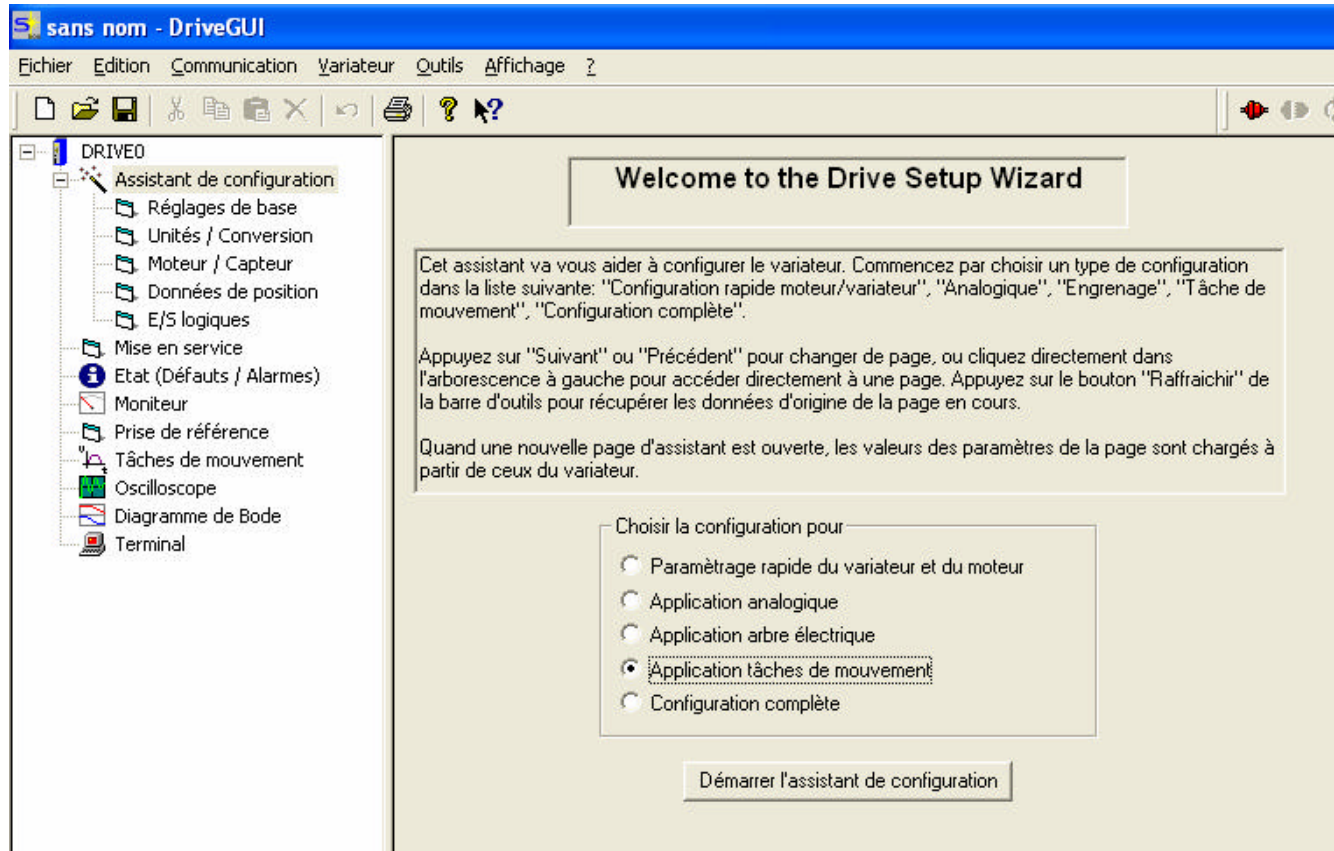 sans nom - DriveGUI
Fichier Edition Communication Variateur Outils Affichage ?
DRIVE0
Assistant de configuration
Réglages de base
Unités / Conversion
Moteur / Capteur
Données de position
E/S logiques
Mise en service
Etat (Défauts / Alarmes)
Moniteur
Prise de référence
Tâches de mouvement
Oscilloscope
Diagramme de Bode
Terminal
Welcome to the Drive Setup Wizard
Cet assistant va vous aider à configurer le variateur. Commencez par choisir un type de configuration
dans la liste suivante: "Configuration rapide moteur/variateur", "Analogique", "Engrenage", "Tâche de
mouvement", "Configuration complète".
Appuyez sur "Suivant" ou "Précédent" pour changer de page, ou cliquez directement dans
l'arborescence à gauche pour accéder directement à une page. Appuyez sur le bouton "Raffraichir" de
la barre d'outils pour récupérer les données d'origine de la page en cours.
Quand une nouvelle page d'assistant est ouverte, les valeurs des paramètres de la page sont chargés à
partir de ceux du variateur.
Choisir la configuration pour
Paramètrage rapide du variateur et du moteur
Application analogique
Application arbre électrique
Application tâches de mouvement
Configuration complète
Démarrer l'assistant de configuration